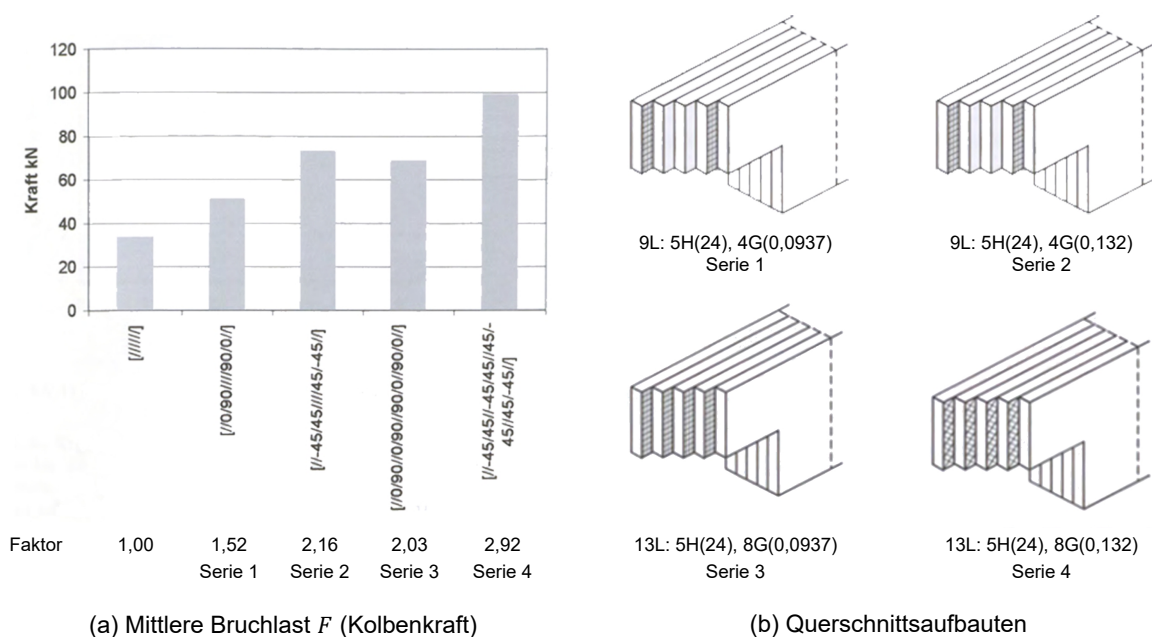 120
100
80
60
40
20
0
Kraft kN
[//////]
[//0/90/////90/0//]
[//-45/45/////45/-45//]
[//0/90//0/90//90/0//90/0//]
[//-45/45//-45/45//45/-
45//45/-45//]
Faktor 1,00 1,52 2,16 2,03 2,92
Serie 1 Serie 2 Serie 3 Serie 4
(a) Mittlere Bruchlast F (Kolbenkraft)
9L: 5H(24), 4G(0,0937) 9L: 5H(24), 4G(0,132)
Serie 1 Serie 2
13L: 5H(24), 8G(0,0937) 13L: 5H(24), 8G(0,132)
Serie 3 Serie 4
(b) Querschnittsaufbauten